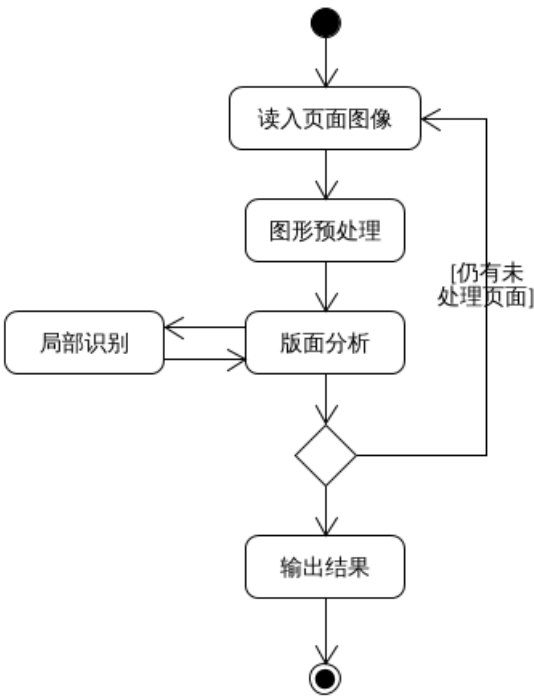 读入页面图像
图形预处理
[仍有未
处理页面]
局部识别
版面分析
输出结果